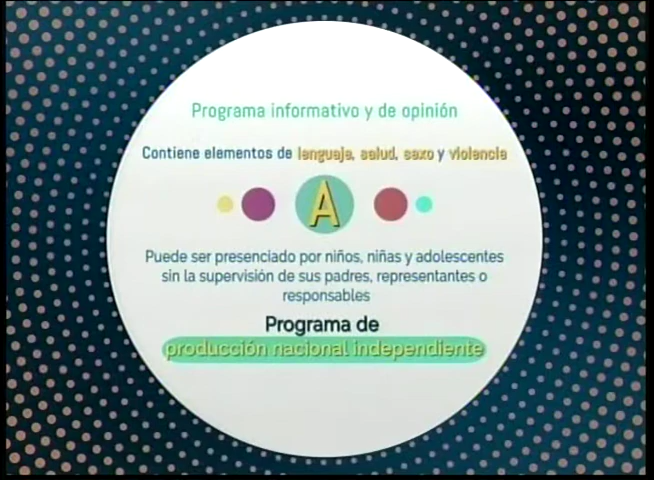 Programa informativo y de opinión
Contiene elementos de lenguaje, salud, sexo y violencia
A
Puede ser presenciado por niños, niñas y adolescentes
sin la supervisión de sus padres, representantes o
responsables
Programa de
producción nacional independiente